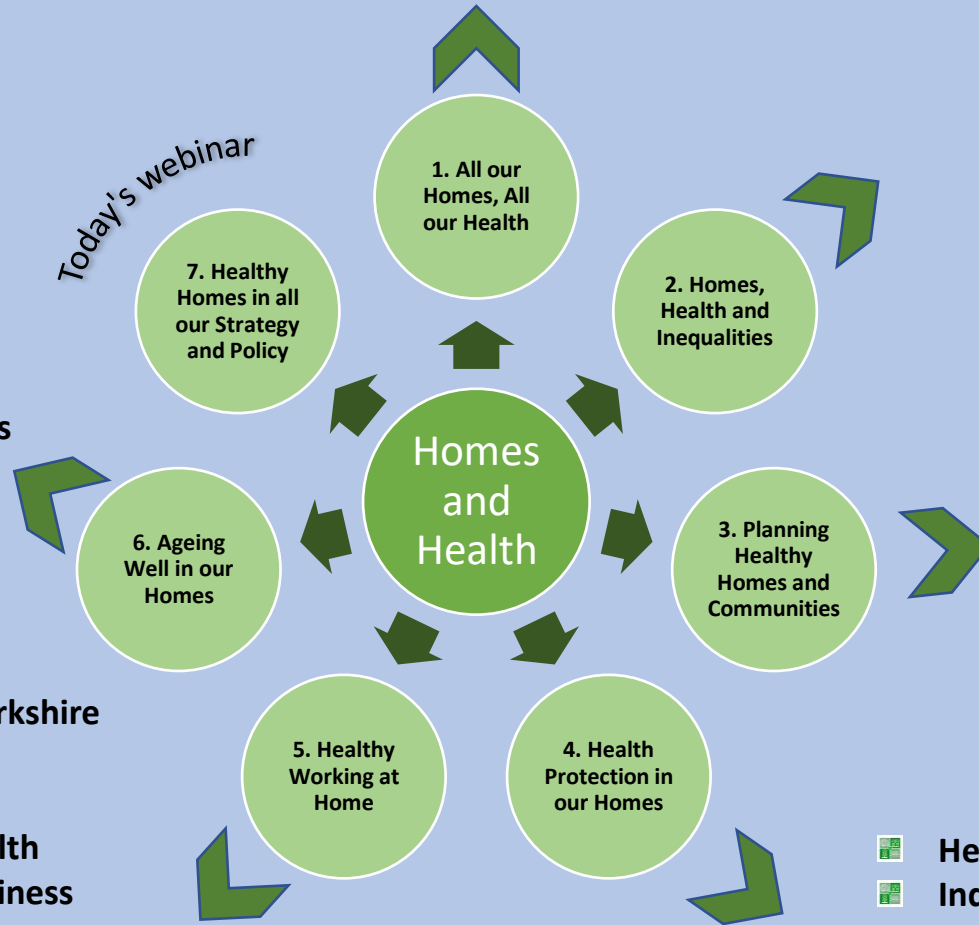 Today's webinar
1. All our
Homes, All
our Health
2. Homes,
Health and
Inequalities
3. Planning
Healthy
Homes and
Communities
4. Health
Protection in
our Homes
5. Healthy
Working at
Home
6. Ageing
Well in our
Homes
7. Healthy
Homes in all
our Strategy
and Policy
Homes
and
Health